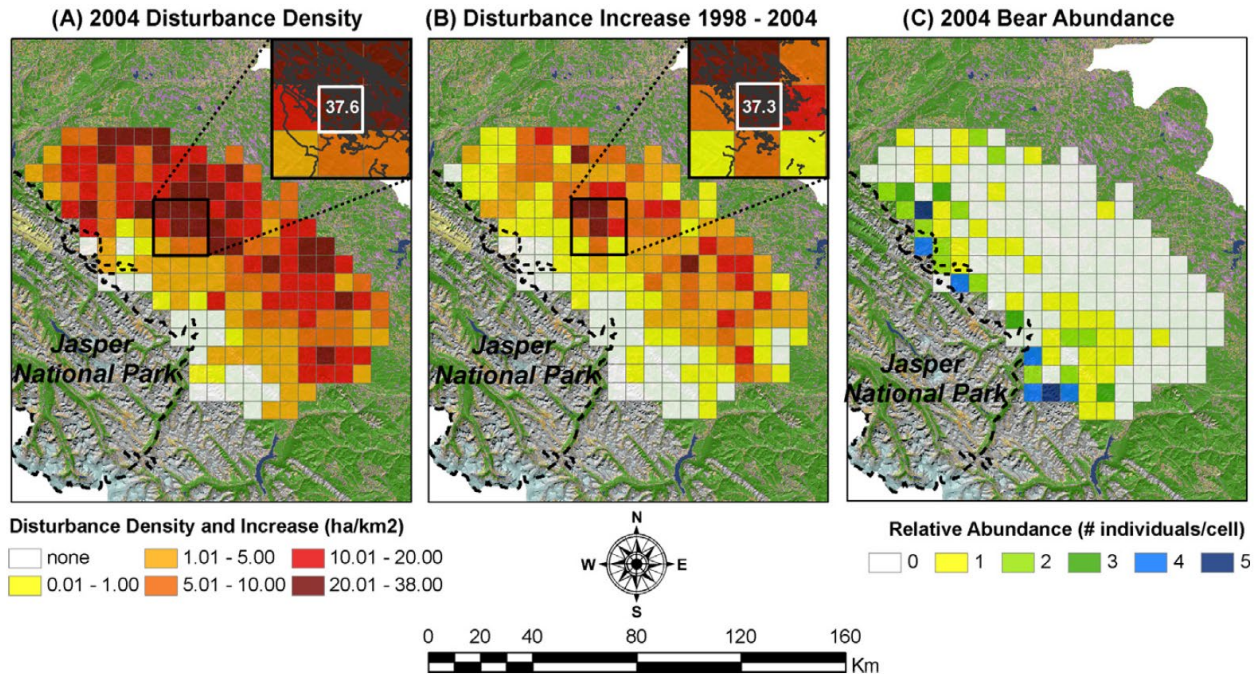 (A) 2004 Disturbance Density
(B) Disturbance Increase 1998 - 2004
(C) 2004 Bear Abundance
37.6
37.3
Jasper
National Park
Jasper
National Park
Jasper
National Park
Disturbance Density and Increase (ha/km2)
none
1.01 - 5.00
10.01 - 20.00
0.01 - 1.00
5.01 - 10.00
20.01 - 38.00
N
W
E
S
Relative Abundance (# individuals/cell)
0 1 2 3 4 5
0 20 40 60 80 120 160
Km